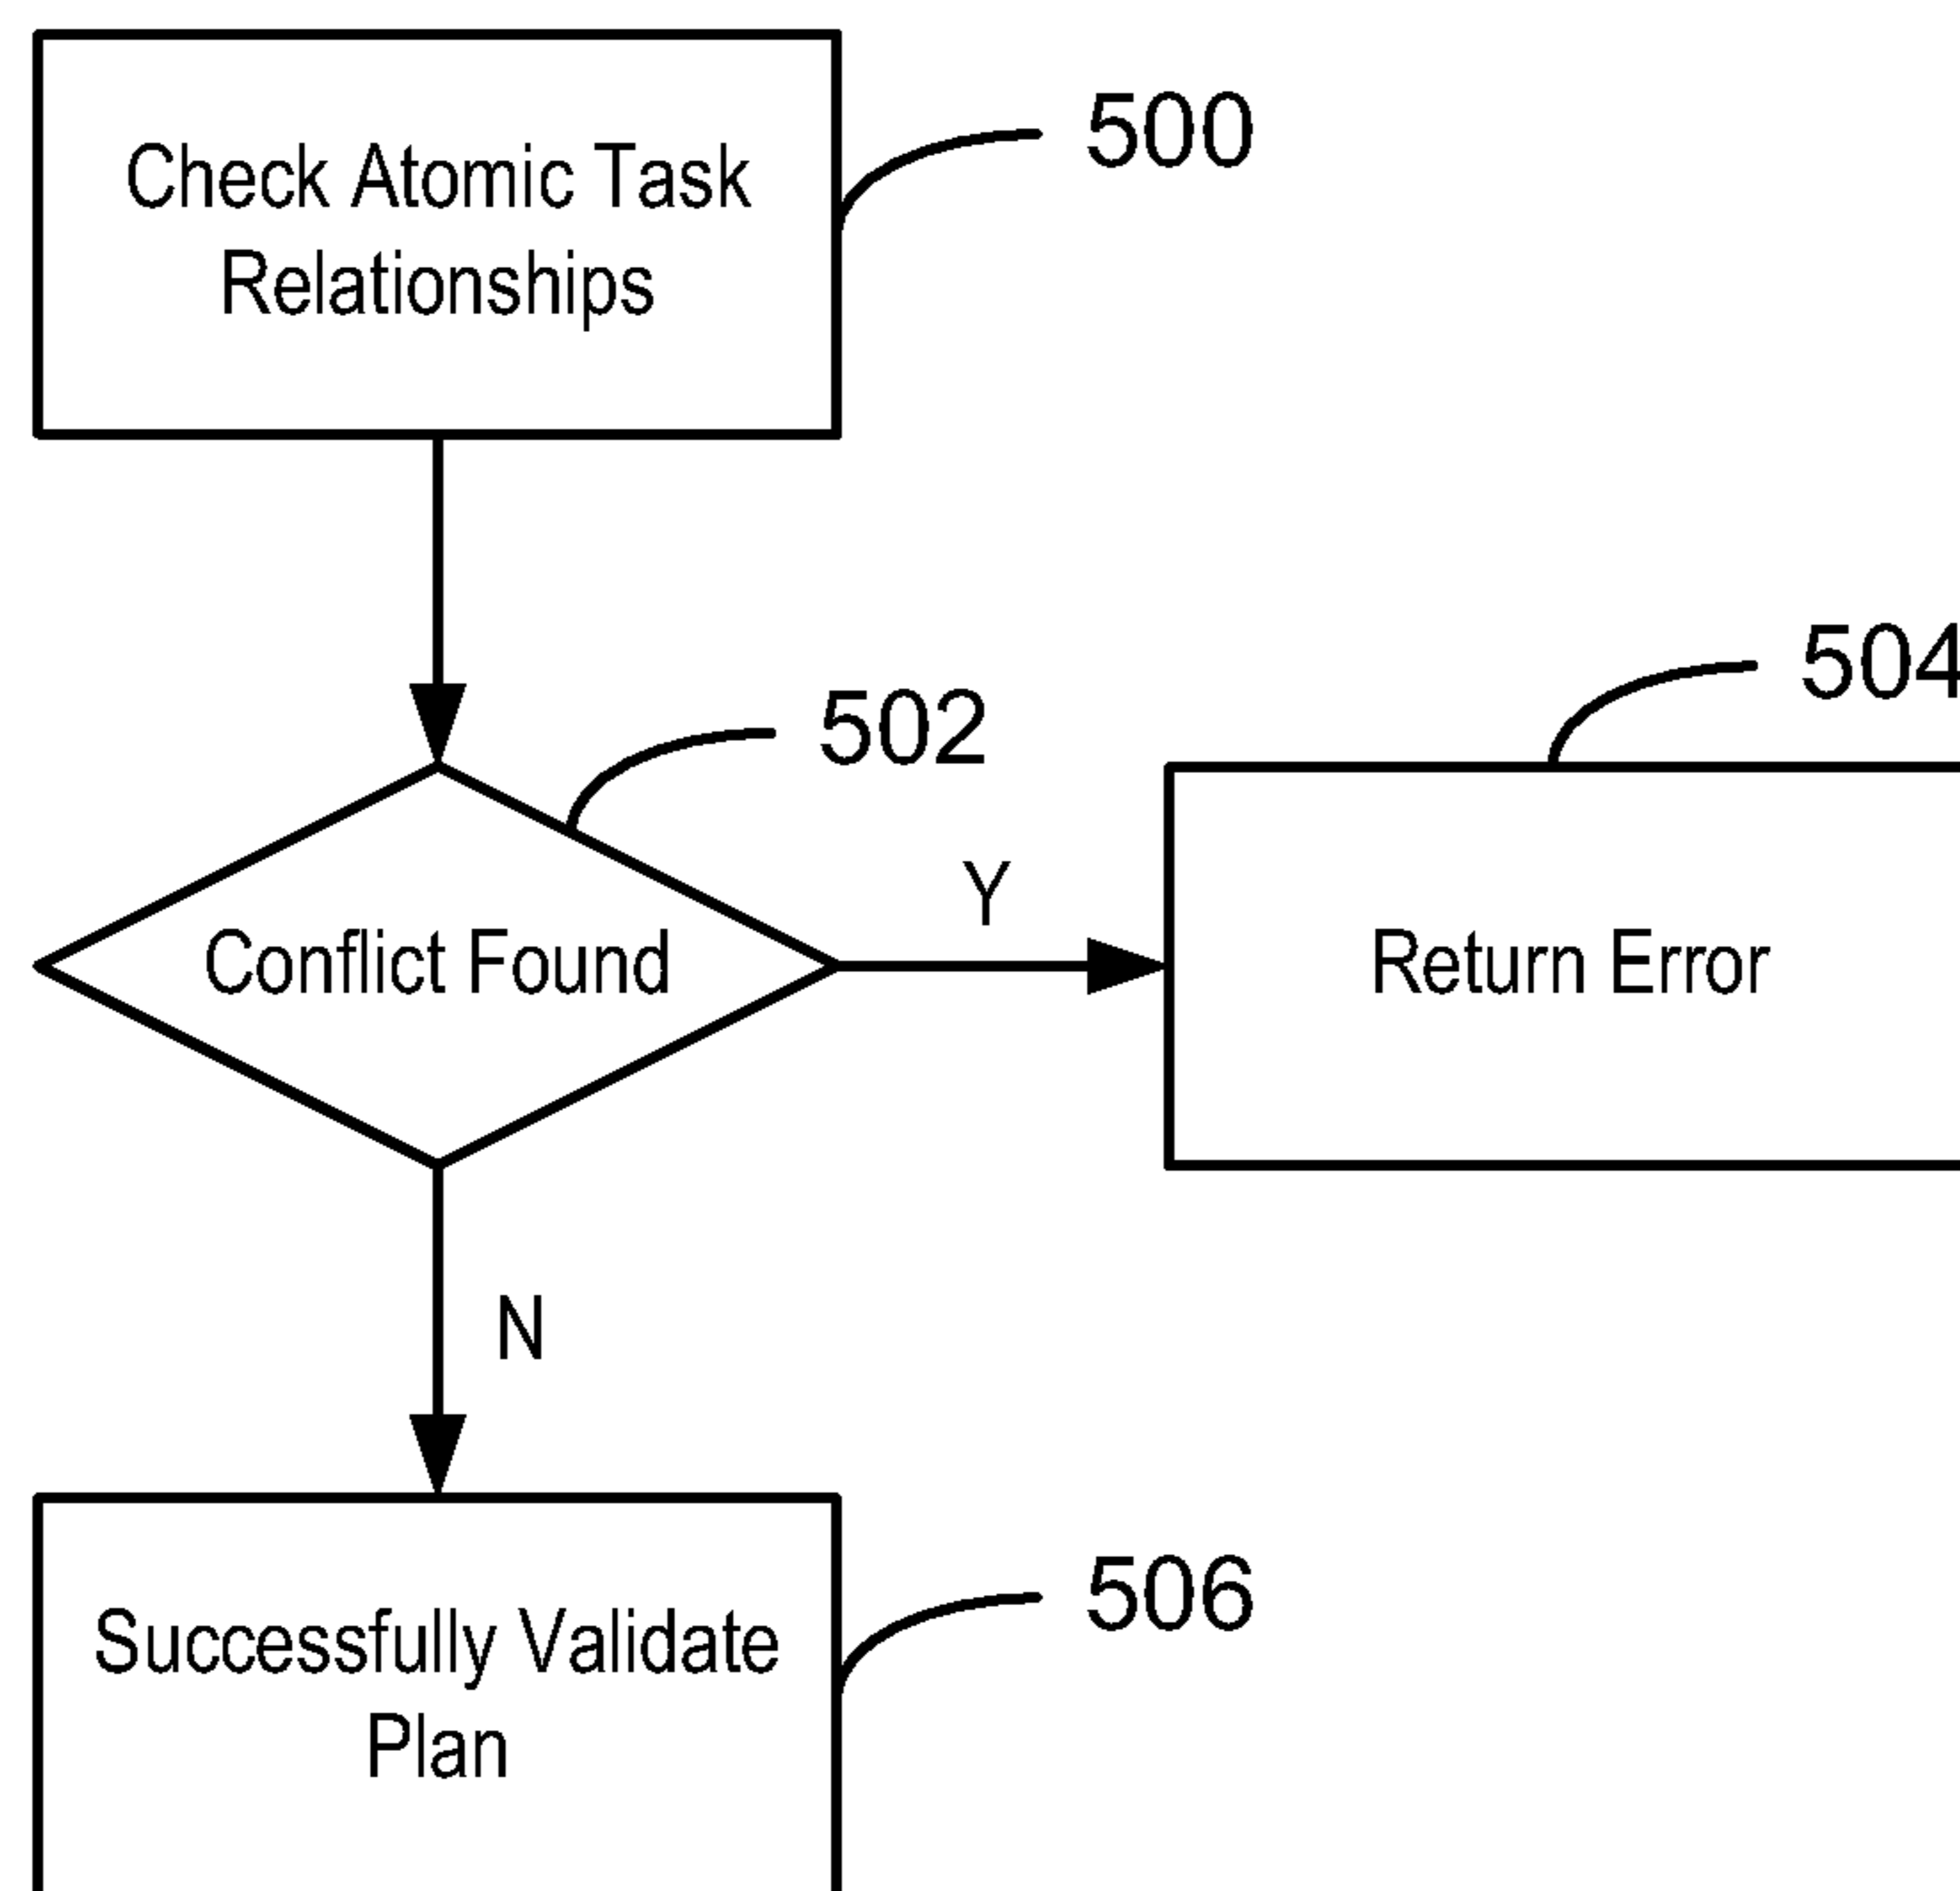 Check Atomic Task
Relationships
500
502
504
Conflict Found
Y
Return Error
N
Successfully Validate
Plan
506